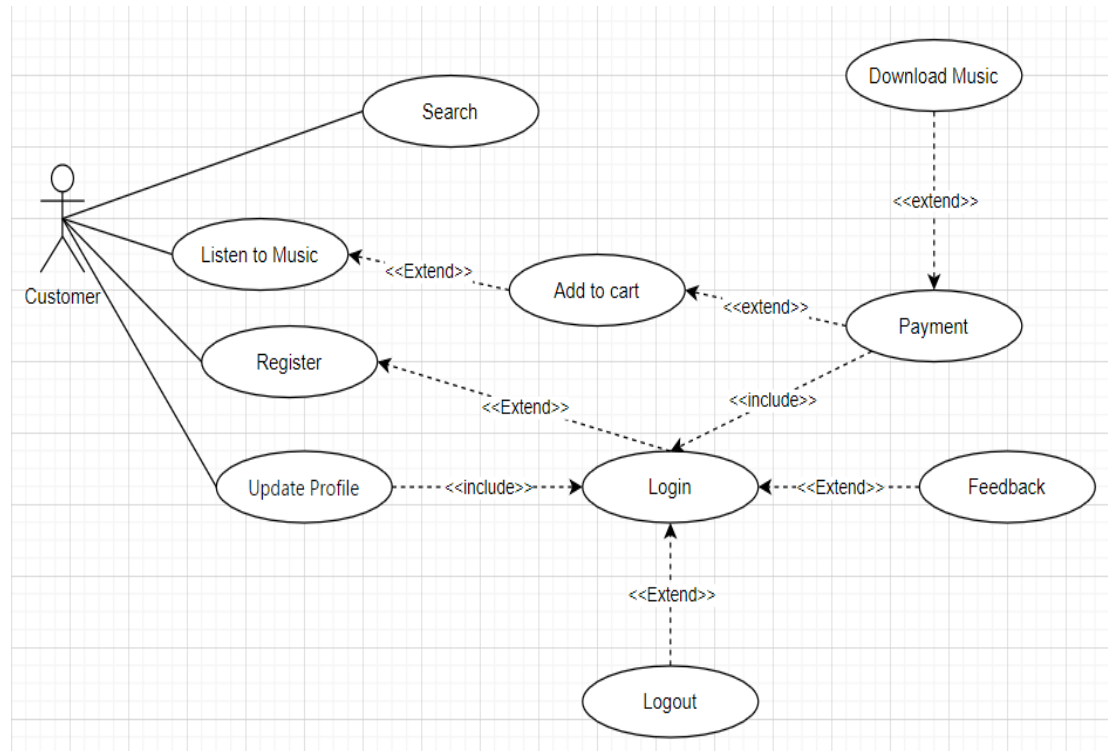 Download Music
Search
<<extend>>
Listen to Music
<<Extend>>
Add to cart
Customer
<<extend>>
Payment
Register
<<include>>
<<Extend>>
Update Profile
<<include>>
Login
<<Extend>>
Feedback
<<Extend>>
Logout